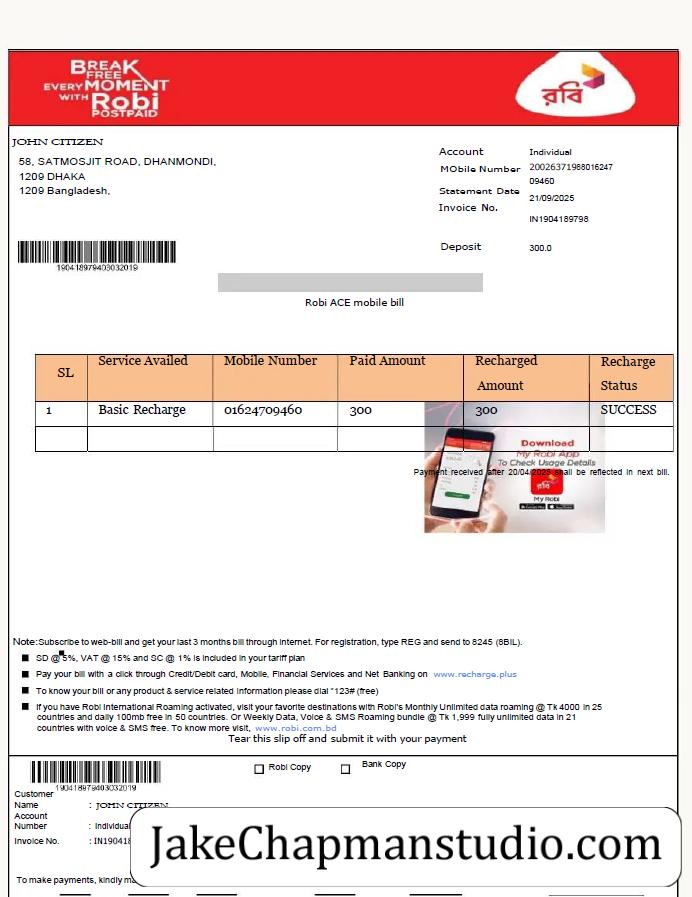 BREAK
FREE
EVERY MOMENT
WITH Robi
POSTPAID
রবি
JOHN CITIZEN
58, SATMOSJIT ROAD, DHANMONDI,
1209 DHAKA
1209 Bangladesh,
Account Individual
MObile Number 20026371988016247
09460
Statement Date 21/09/2025
Invoice No. IN1904189798
Deposit 300.0
190418979403032019
Robi ACE mobile bill
SL Service Availed Mobile Number Paid Amount Recharged Amount Recharge Status
1 Basic Recharge 01624709460 300 300 SUCCESS
Download
My Robi App
To Check Usage Details
Payment received after 20/04/2025 shall be reflected in next bill.
রবি
My Robi
Note:Subscribe to web-bill and get your last 3 months bill through internet. For registration, type REG and send to 8245 (8BIL).
SD @ 5%, VAT @ 15% and SC @ 1% is included in your tariff plan
Pay your bill with a click through Credit/Debit card, Mobile, Financial Services and Net Banking on www.recharge.plus
To know your bill or any product & service related information please dial *123# (free)
If you have Robi International Roaming activated, visit your favorite destinations with Robi's Monthly Unlimited data roaming @ Tk 4000 in 25
countries and daily 100mb free in 50 countries. Or Weekly Data, Voice & SMS Roaming bundle @ Tk 1,999 fully unlimited data in 21
countries with voice & SMS free. To know more visit, www.robi.com.bd
Tear this slip off and submit it with your payment
190418979403032019
Robi Copy Bank Copy
Customer
Name : JOHN CITIZEN
Account
Number : Individual
Invoice No. : IN190418
JakeChapmanstudio.com
To make payments, kindly